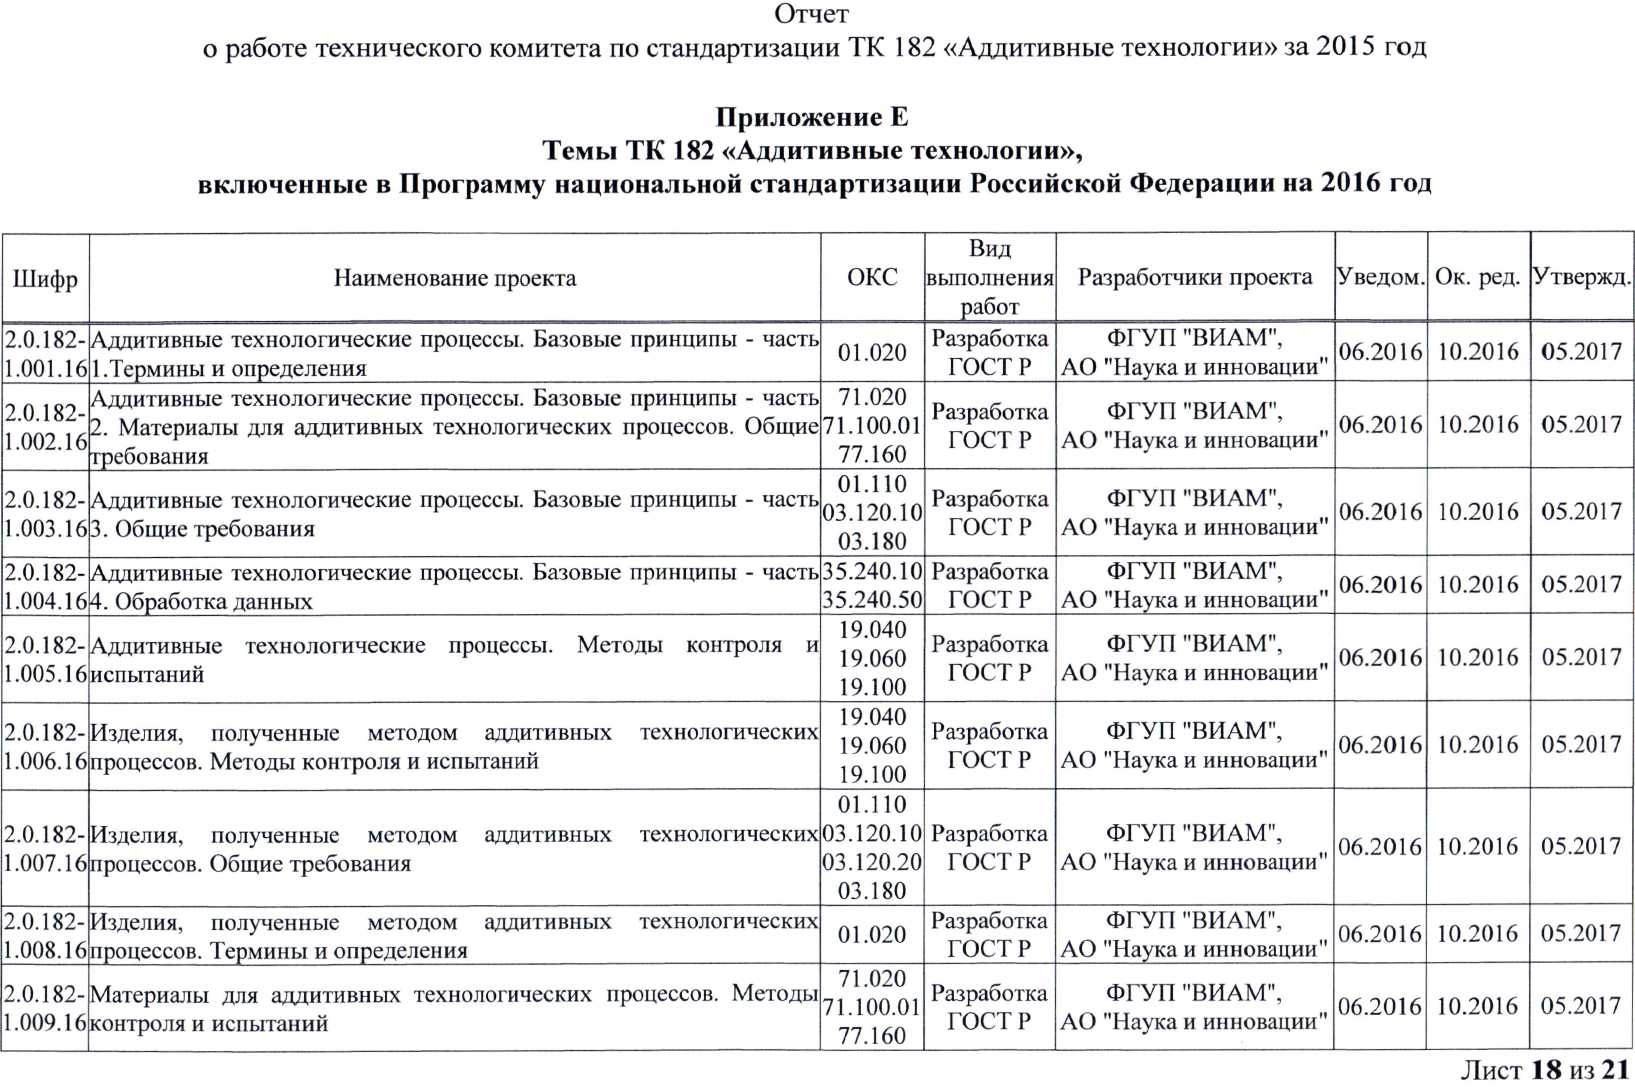 Отчет
о работе технического комитета по стандартизации ТК 182 «Аддитивные технологии» за 2015 год
Приложение Е
Темы ТК 182 «Аддитивные технологии»,
включенные в Программу национальной стандартизации Российской Федерации на 2016 год
Шифр
Наименование проекта
ОКС
Вид
выполнения
работ
Разработчики проекта
Уведом.
Ок. ред.
Утвержд.
2.0.182-
1.001.16
Аддитивные технологические процессы. Базовые принципы - часть
1.Термины и определения
01.020
Разработка
ГОСТ Р
ФГУП "ВИАМ",
АО "Наука и инновации"
06.2016
10.2016
05.2017
2.0.182-
1.002.16
Аддитивные технологические процессы. Базовые принципы - часть
2. Материалы для аддитивных технологических процессов. Общие
требования
71.020
71.100.01
77.160
Разработка
ГОСТ Р
ФГУП "ВИАМ",
АО "Наука и инновации"
06.2016
10.2016
05.2017
2.0.182-
1.003.16
Аддитивные технологические процессы. Базовые принципы - часть
3. Общие требования
01.110
03.120.10
03.180
Разработка
ГОСТ Р
ФГУП "ВИАМ",
АО "Наука и инновации"
06.2016
10.2016
05.2017
2.0.182-
1.004.16
Аддитивные технологические процессы. Базовые принципы - часть
4. Обработка данных
35.240.10
35.240.50
Разработка
ГОСТ Р
ФГУП "ВИАМ",
АО "Наука и инновации"
06.2016
10.2016
05.2017
2.0.182-
1.005.16
Аддитивные технологические процессы. Методы контроля и
испытаний
19.040
19.060
19.100
Разработка
ГОСТ Р
ФГУП "ВИАМ",
АО "Наука и инновации"
06.2016
10.2016
05.2017
2.0.182-
1.006.16
Изделия, полученные методом аддитивных технологических
процессов. Методы контроля и испытаний
19.040
19.060
19.100
Разработка
ГОСТ Р
ФГУП "ВИАМ",
АО "Наука и инновации"
06.2016
10.2016
05.2017
2.0.182-
1.007.16
Изделия, полученные методом аддитивных технологических
процессов. Общие требования
01.110
03.120.10
03.120.20
03.180
Разработка
ГОСТ Р
ФГУП "ВИАМ",
АО "Наука и инновации"
06.2016
10.2016
05.2017
2.0.182-
1.008.16
Изделия, полученные методом аддитивных технологических
процессов. Термины и определения
01.020
Разработка
ГОСТ Р
ФГУП "ВИАМ",
АО "Наука и инновации"
06.2016
10.2016
05.2017
2.0.182-
1.009.16
Материалы для аддитивных технологических процессов. Методы
контроля и испытаний
71.020
71.100.01
77.160
Разработка
ГОСТ Р
ФГУП "ВИАМ",
АО "Наука и инновации"
06.2016
10.2016
05.2017
Лист 18 из 21